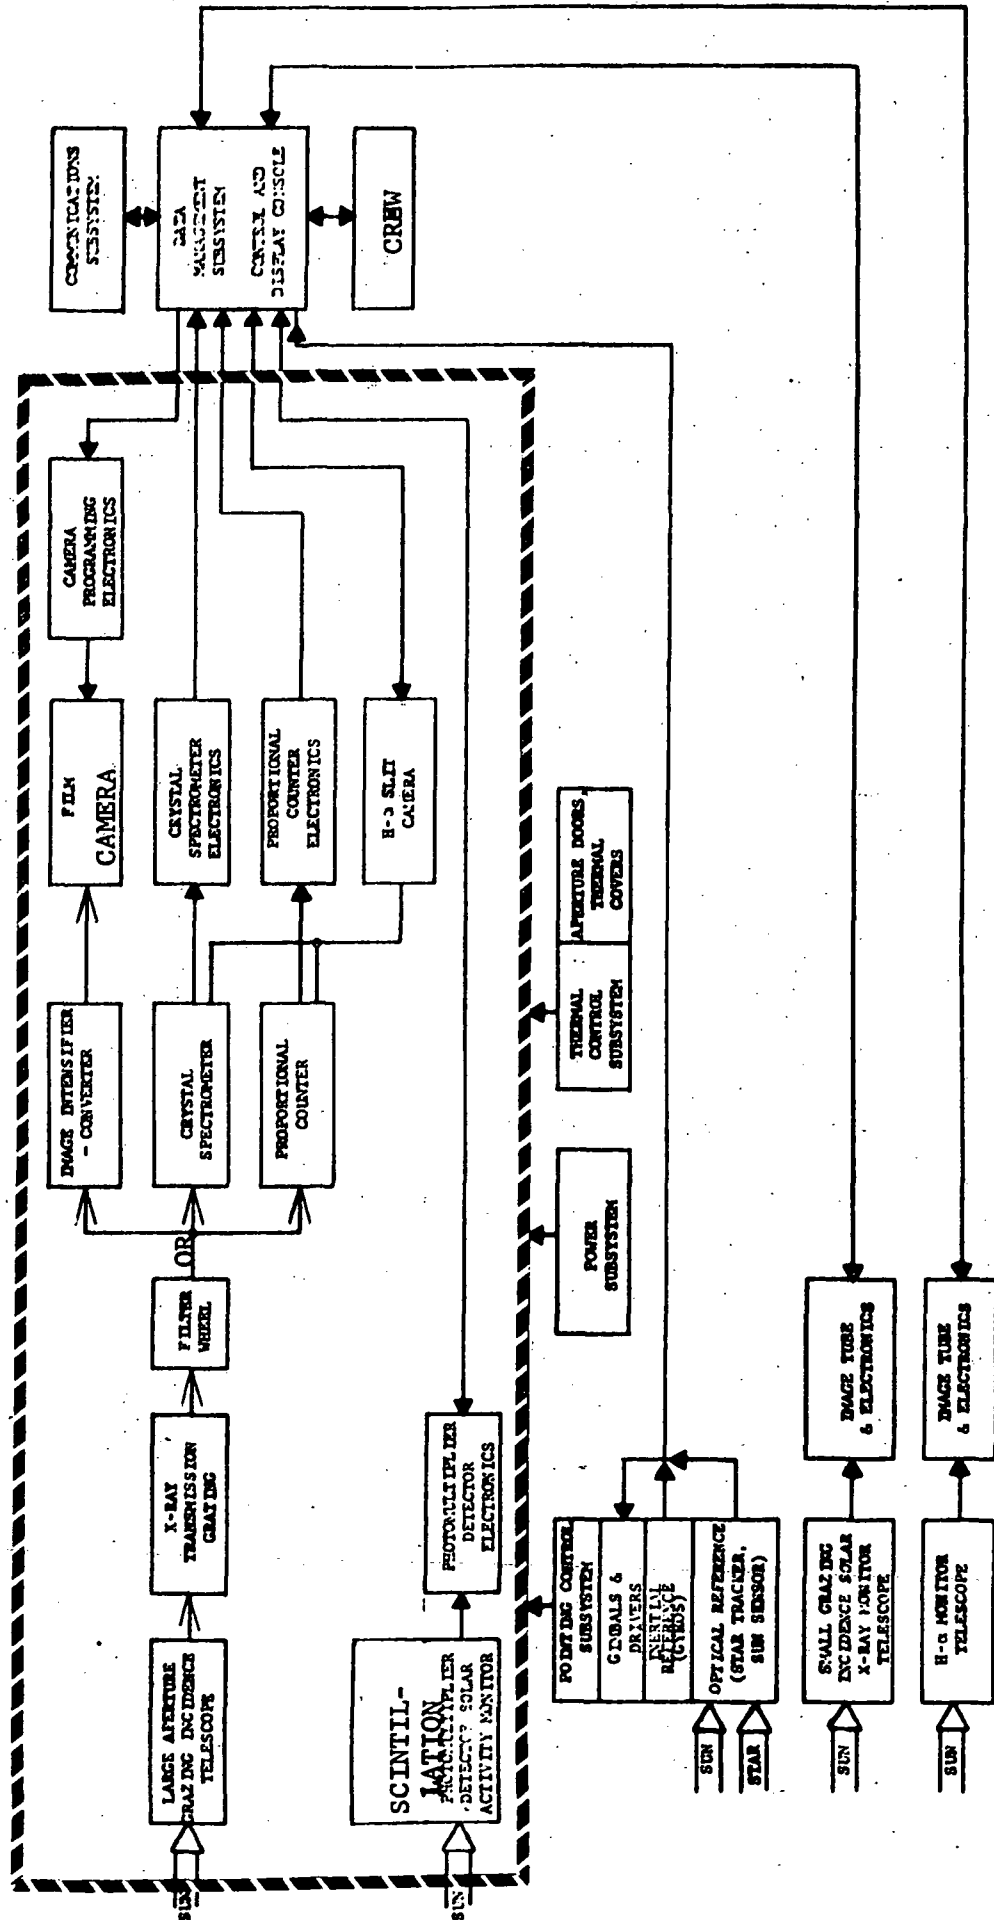 COMMUNICATIONS
SUBSYSTEM
DATA
MANAGEMENT
SUBSYSTEM
CONTROL AND
DISPLAY CONSOLE
CREW
CAMERA
PROGRAMMING
ELECTRONICS
FILM
CAMERA
CRYSTAL
SPECTROMETER
ELECTRONICS
PROPORTIONAL
COUNTER
ELECTRONICS
H-α SLIT
CAMERA
IMAGE INTENSIFIER
- CONVERTER
CRYSTAL
SPECTROMETER
PROPORTIONAL
COUNTER
OR
FILTER
WHEEL
X-RAY
TRANSMISSION
GRATING
LARGE APERTURE
GRAZING INCIDENCE
TELESCOPE
SUN
PHOTOMULTIPLIER
DETECTOR
ELECTRONICS
SCINTIL-
LATION
PHOTOMULTIPLIER
DETECTOR SOLAR
ACTIVITY MONITOR
SUN
APERTURE DOORS,
THERMAL
COVERS
THERMAL
CONTROL
SUBSYSTEM
POWER
SUBSYSTEM
POINTING CONTROL
SUBSYSTEM
GIMBALS &
DRIVERS
INERTIAL
REFERENCE
(GYROS)
OPTICAL REFERENCE
(STAR TRACKER,
SUN SENSOR)
SUN
STAR
IMAGE TUBE
& ELECTRONICS
SMALL GRAZING
INCIDENCE SOLAR
X-RAY MONITOR
TELESCOPE
SUN
IMAGE TUBE
& ELECTRONICS
H-α MONITOR
TELESCOPE
SUN